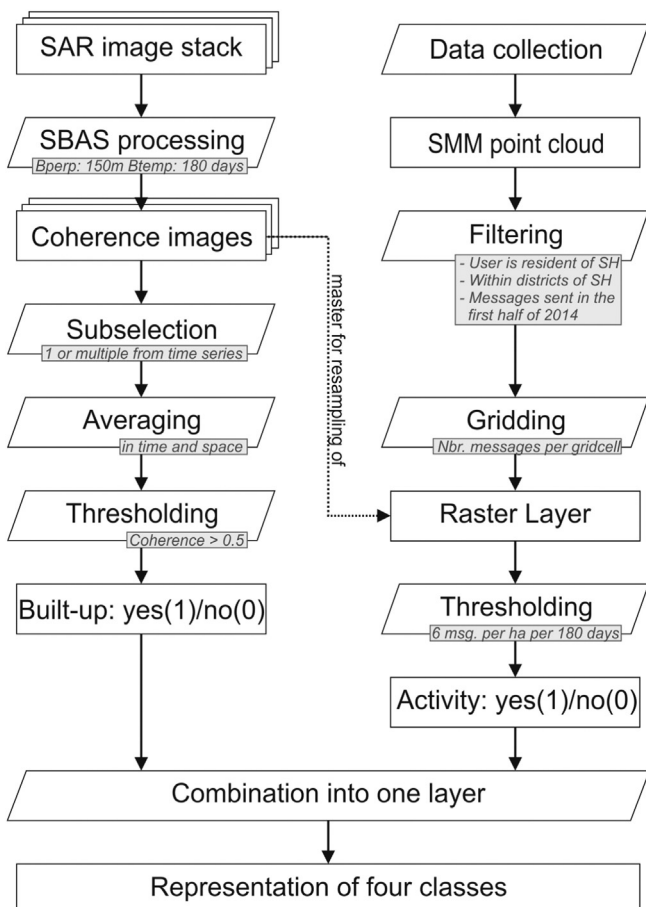 SAR image stack
SBAS processing
Bperp: 150m Btemp: 180 days
Coherence images
Subselection
1 or multiple from time series
Averaging
in time and space
Thresholding
Coherence > 0.5
Built-up: yes(1)/no(0)
master for resampling of
Data collection
SMM point cloud
Filtering
- User is resident of SH
- Within districts of SH
- Messages sent in the
first half of 2014
Gridding
Nbr. messages per gridcell
Raster Layer
Thresholding
6 msg. per ha per 180 days
Activity: yes(1)/no(0)
Combination into one layer
Representation of four classes